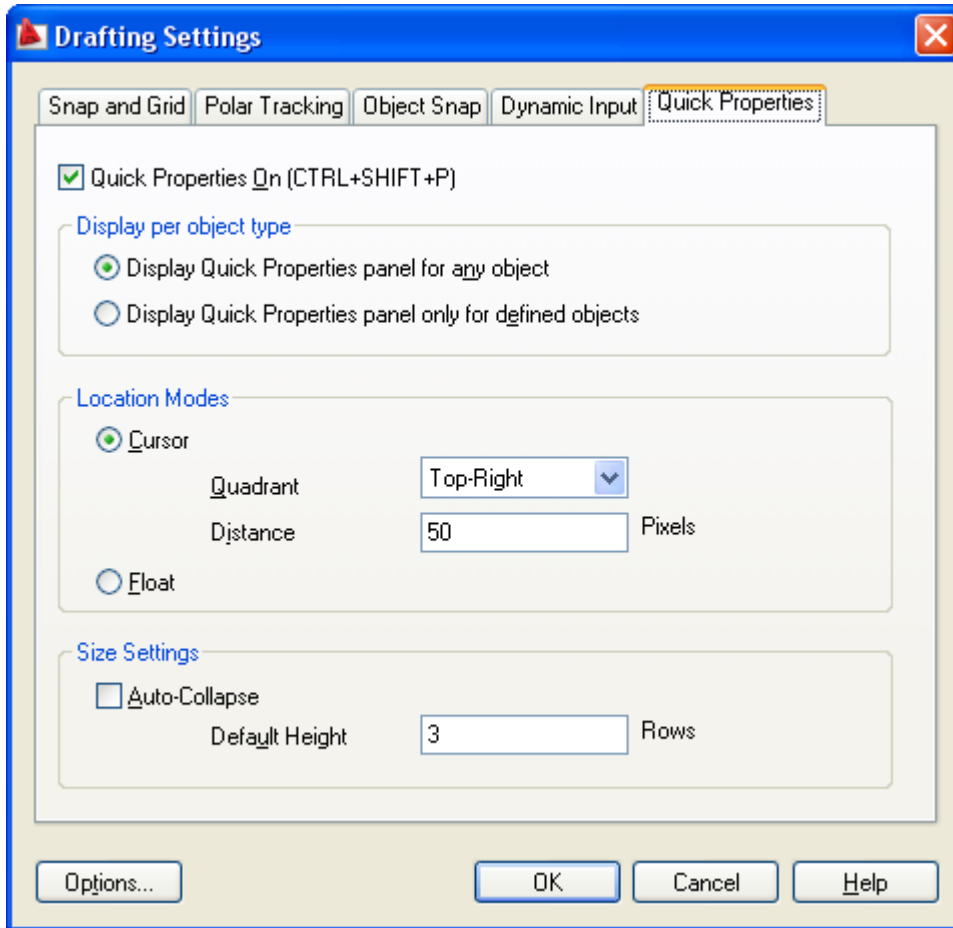 Drafting Settings
Snap and Grid Polar Tracking Object Snap Dynamic Input Quick Properties
Quick Properties On (CTRL+SHIFT+P)
Display per object type
Display Quick Properties panel for any object
Display Quick Properties panel only for defined objects
Location Modes
Cursor
Quadrant Top-Right
Distance 50 Pixels
Float
Size Settings
Auto-Collapse
Default Height 3 Rows
Options... OK Cancel Help